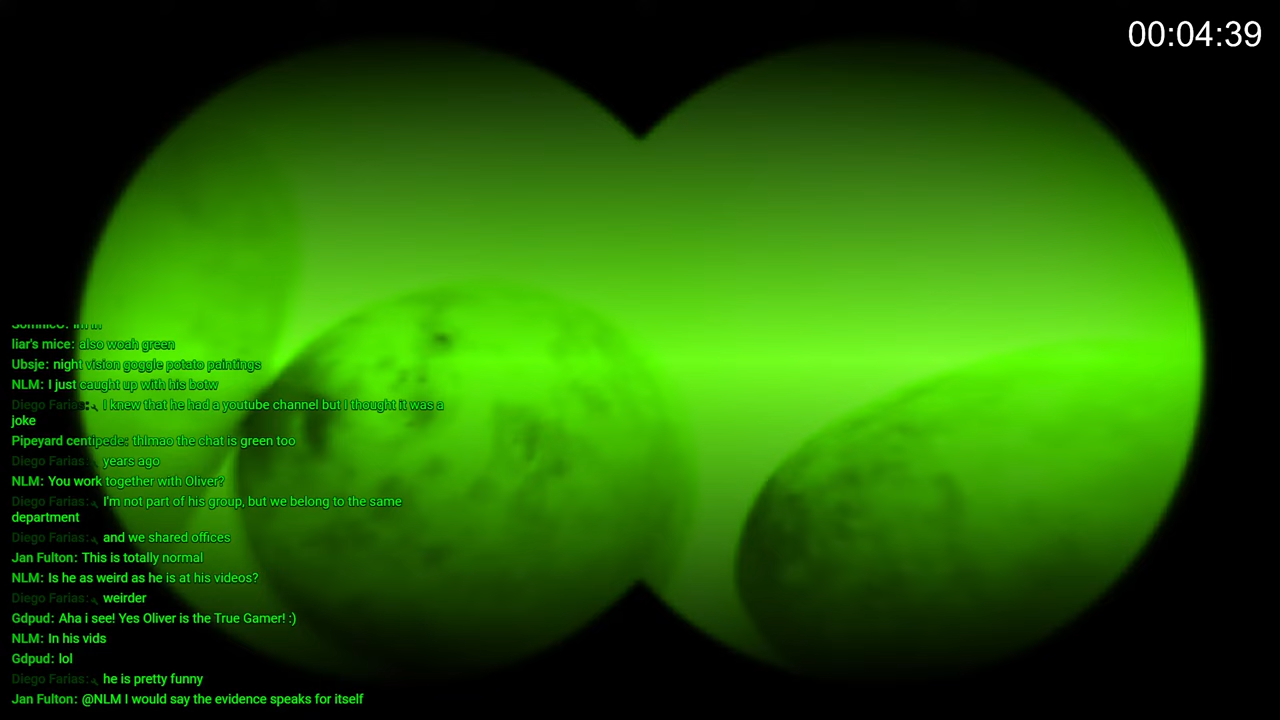 00:04:39
SomnicO: im in
liar's mice: also woah green
Ubsje: night vision goggle potato paintings
NLM: I just caught up with his botw
Diego Farias: I knew that he had a youtube channel but I thought it was a
joke
Pipeyard centipede: thlmao the chat is green too
Diego Farias: years ago
NLM: You work together with Oliver?
Diego Farias: I'm not part of his group, but we belong to the same
department
Diego Farias: and we shared offices
Jan Fulton: This is totally normal
NLM: Is he as weird as he is at his videos?
Diego Farias: weirder
Gdpud: Aha i see! Yes Oliver is the True Gamer! :)
NLM: In his vids
Gdpud: lol
Diego Farias: he is pretty funny
Jan Fulton: @NLM I would say the evidence speaks for itself